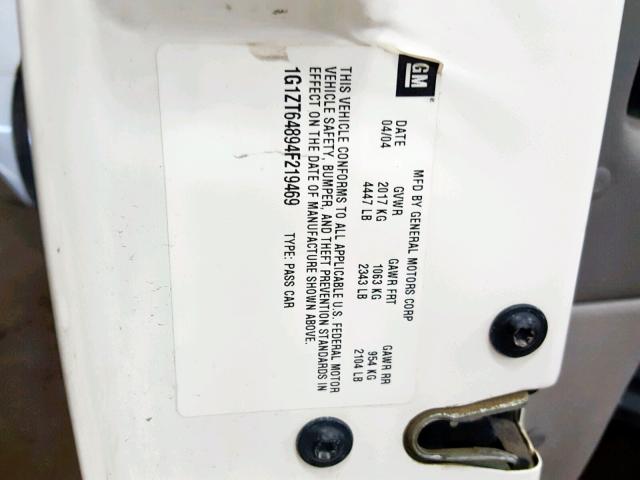 GM ®
MFD BY GENERAL MOTORS CORP
DATE GVWR GAWR FRT GAWR RR
04/04 2017 KG 1063 KG 954 KG
4447 LB 2343 LB 2104 LB
THIS VEHICLE CONFORMS TO ALL APPLICABLE U.S. FEDERAL MOTOR
VEHICLE SAFETY, BUMPER, AND THEFT PREVENTION STANDARDS IN
EFFECT ON THE DATE OF MANUFACTURE SHOWN ABOVE.
1G1ZT64894F219469 TYPE: PASS CAR